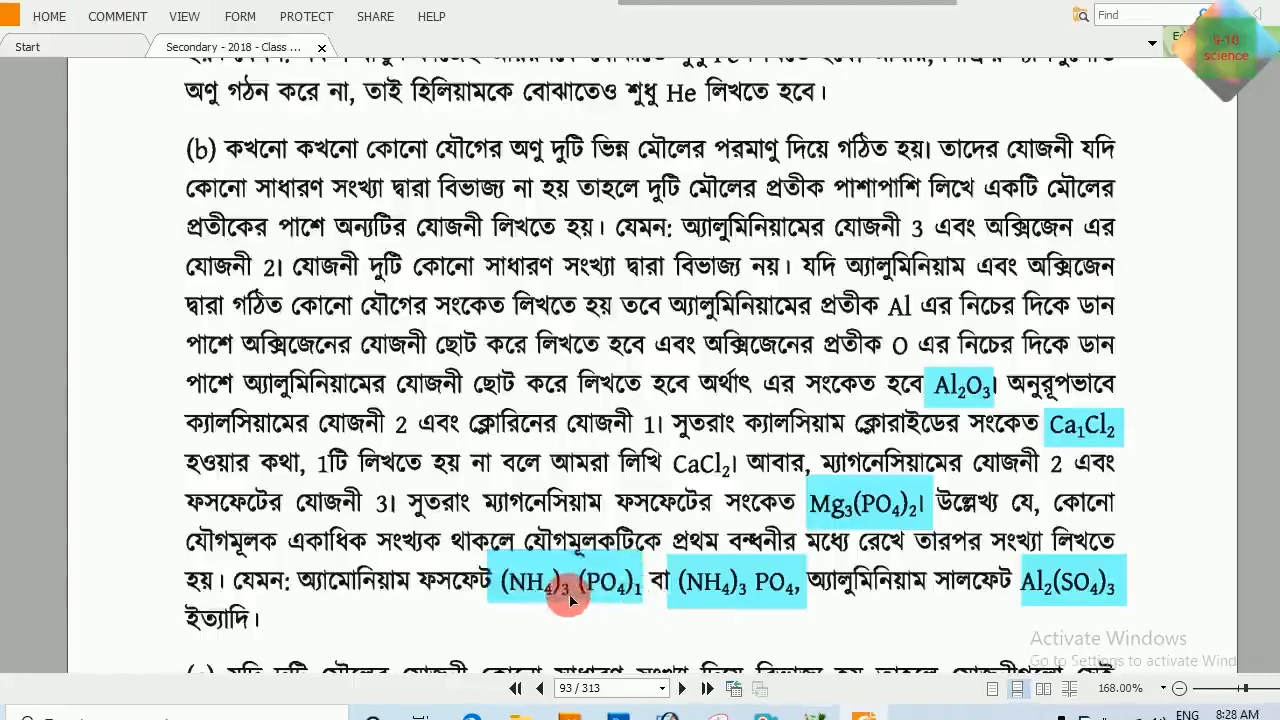 HOME COMMENT VIEW FORM PROTECT SHARE HELP
Find
Start
Secondary - 2018 - Class ... x
9-10
science
অণু গঠন করে না, তাই হিলিয়ামকে বোঝাতেও শুধু He লিখতে হবে।
(b) কখনো কখনো কোনো যৌগের অণু দুটি ভিন্ন মৌলের পরমাণু দিয়ে গঠিত হয়। তাদের যোজনী যদি
কোনো সাধারণ সংখ্যা দ্বারা বিভাজ্য না হয় তাহলে দুটি মৌলের প্রতীক পাশাপাশি লিখে একটি মৌলের
প্রতীকের পাশে অন্যটির যোজনী লিখতে হয়। যেমন: অ্যালুমিনিয়ামের যোজনী 3 এবং অক্সিজেন এর
যোজনী 2। যোজনী দুটি কোনো সাধারণ সংখ্যা দ্বারা বিভাজ্য নয়। যদি অ্যালুমিনিয়াম এবং অক্সিজেন
দ্বারা গঠিত কোনো যৌগের সংকেত লিখতে হয় তবে অ্যালুমিনিয়ামের প্রতীক Al এর নিচের দিকে ডান
পাশে অক্সিজেনের যোজনী ছোট করে লিখতে হবে এবং অক্সিজেনের প্রতীক O এর নিচের দিকে ডান
পাশে অ্যালুমিনিয়ামের যোজনী ছোট করে লিখতে হবে অর্থাৎ এর সংকেত হবে Al₂O₃। অনুরূপভাবে
ক্যালসিয়ামের যোজনী 2 এবং ক্লোরিনের যোজনী 1। সুতরাং ক্যালসিয়াম ক্লোরাইডের সংকেত Ca₁Cl₂
হওয়ার কথা, 1টি লিখতে হয় না বলে আমরা লিখি CaCl₂। আবার, ম্যাগনেসিয়ামের যোজনী 2 এবং
ফসফেটের যোজনী 3। সুতরাং ম্যাগনেসিয়াম ফসফেটের সংকেত Mg₃(PO₄)₂। উল্লেখ্য যে, কোনো
যৌগমূলক একাধিক সংখ্যক থাকলে যৌগমূলকটিকে প্রথম বন্ধনীর মধ্যে রেখে তারপর সংখ্যা লিখতে
হয়। যেমন: অ্যামোনিয়াম ফসফেট (NH₄)₃ (PO₄)₁ বা (NH₄)₃ PO₄, অ্যালুমিনিয়াম সালফেট Al₂(SO₄)₃
ইত্যাদি।
Activate Windows
Go to Settings to activate Wind
93 / 313
168.00%
ENG 8:28 AM